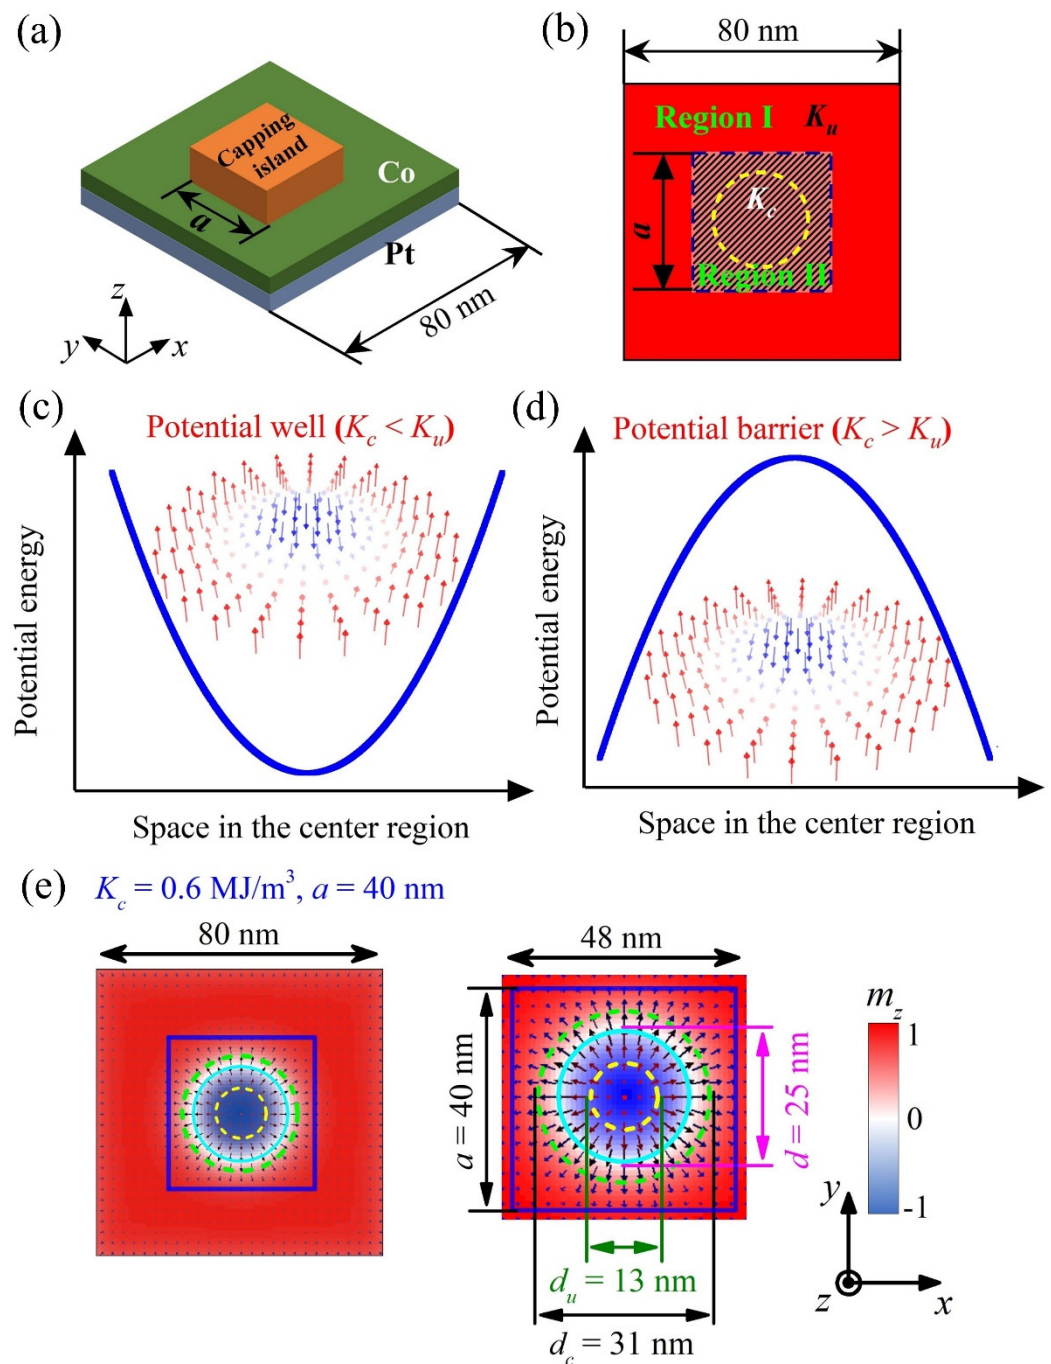 (a)
Capping
island
Co
a
Pt
80 nm
z
y
x
(b)
80 nm
Region I
K_u
K_c
a
Region II
(c)
Potential well (K_c < K_u)
Potential energy
Space in the center region
(d)
Potential barrier (K_c > K_u)
Potential energy
Space in the center region
(e)
K_c = 0.6 MJ/m³, a = 40 nm
80 nm
48 nm
a = 40 nm
d = 25 nm
d_u = 13 nm
d_c = 31 nm
m_z
1
0
-1
y
z
x